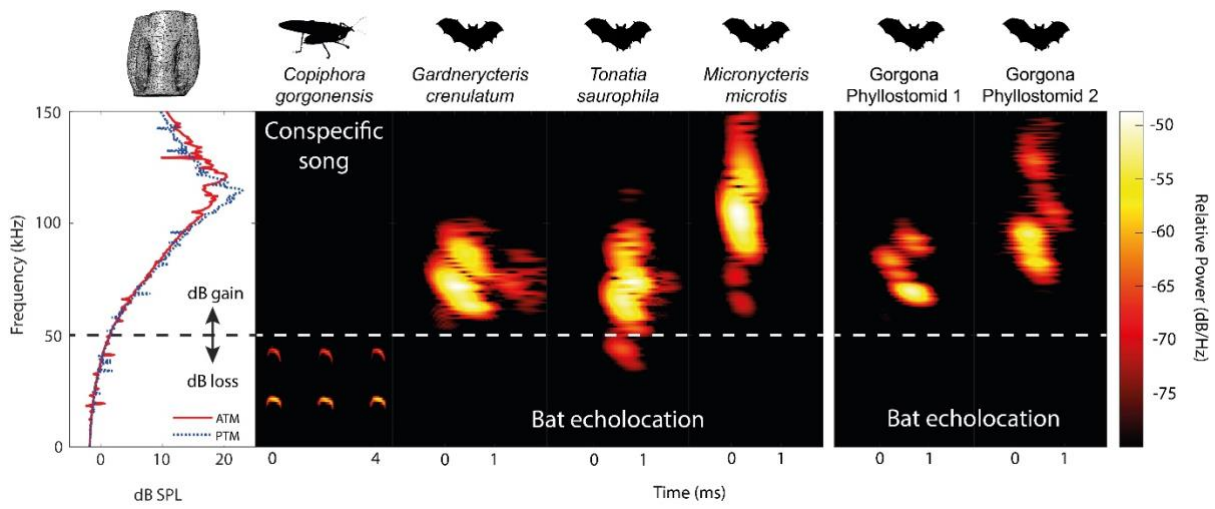 Copiphora
gorgonensis
Gardnerycteris
crenulatum
Tonatia
saurophila
Micronycteris
microtis
Gorgona
Phyllostomid 1
Gorgona
Phyllostomid 2
150
100
50
0
Frequency (kHz)
dB gain
dB loss
ATM
PTM
0 10 20
dB SPL
Conspecific
song
Bat echolocation
Bat echolocation
0 4
0 1
0 1
0 1
0 1
0 1
Time (ms)
-50
-55
-60
-65
-70
-75
Relative Power (dB/Hz)